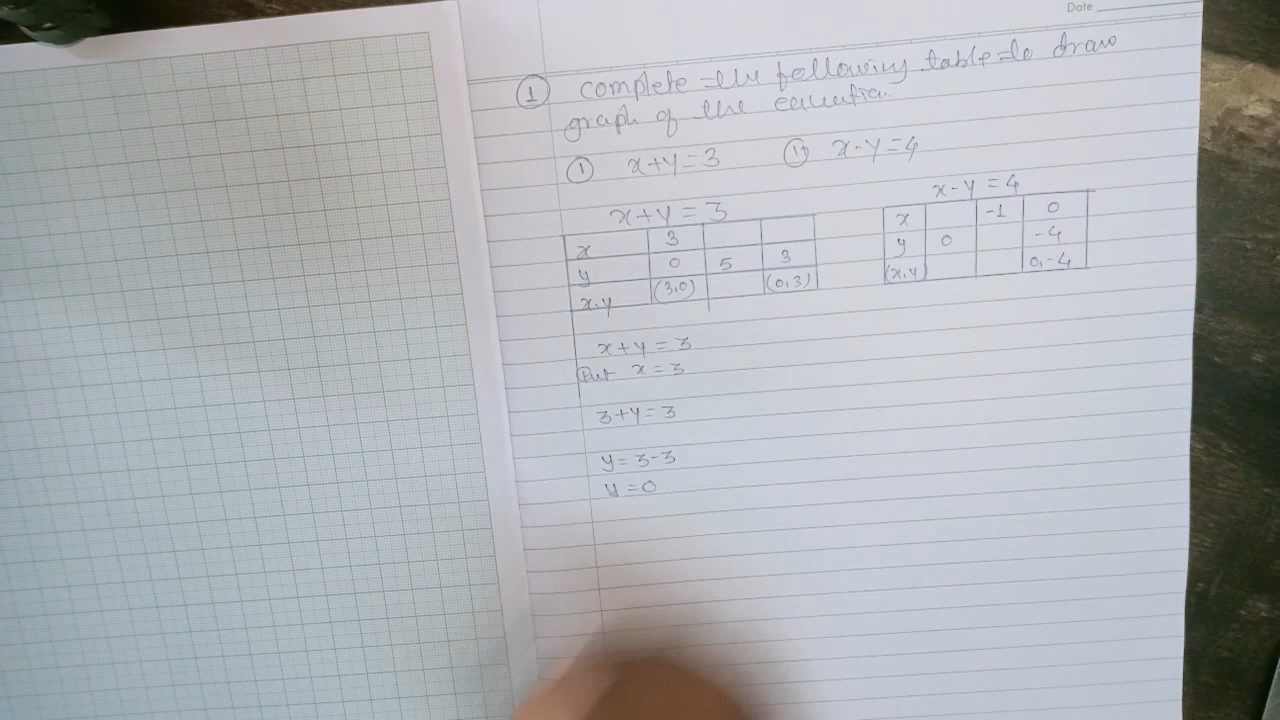 Date
① complete the following table to draw
graph of the equation
① x+y=3 ⑪ x-y=4
x+y=3
x 3
y 0 5 3
x,y (3,0) (0,3)
x-y=4
x -1 0
y 0 -4
(x,y) 0,-4
x+y=3
Put x=3
3+y=3
y=3-3
y=0